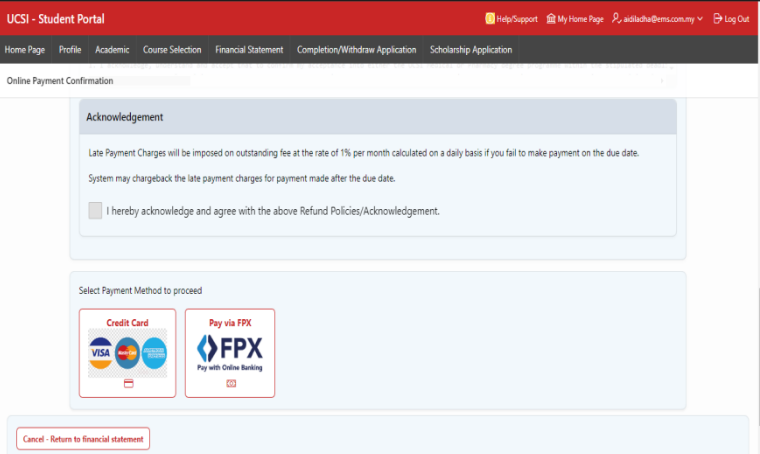 UCSI - Student Portal
Help/Support My Home Page aidiladha@ems.com.my Log Out
Home Page Profile Academic Course Selection Financial Statement Completion/Withdraw Application Scholarship Application
Online Payment Confirmation
Acknowledgement
Late Payment Charges will be imposed on outstanding fee at the rate of 1% per month calculated on a daily basis if you fail to make payment on the due date.
System may chargeback the late payment charges for payment made after the due date.
I hereby acknowledge and agree with the above Refund Policies/Acknowledgement.
Select Payment Method to proceed
Credit Card
VISA MasterCard
Pay via FPX
FPX
Pay with Online Banking
Cancel - Return to financial statement